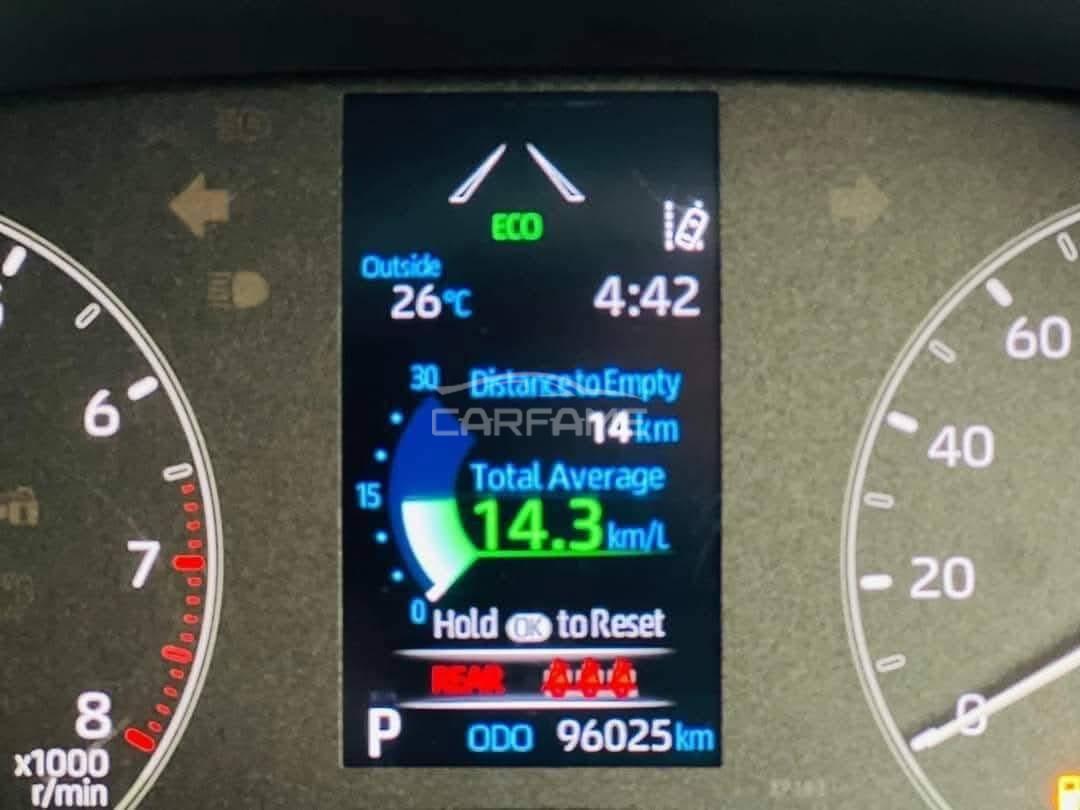 ECO
Outside
26°C
4:42
30
Distance to Empty
CARFAME
14 km
Total Average
15
14.3 km/L
0
Hold OK to Reset
REAR
P
ODO 96025 km
6
7
8
x1000
r/min
60
40
20
0